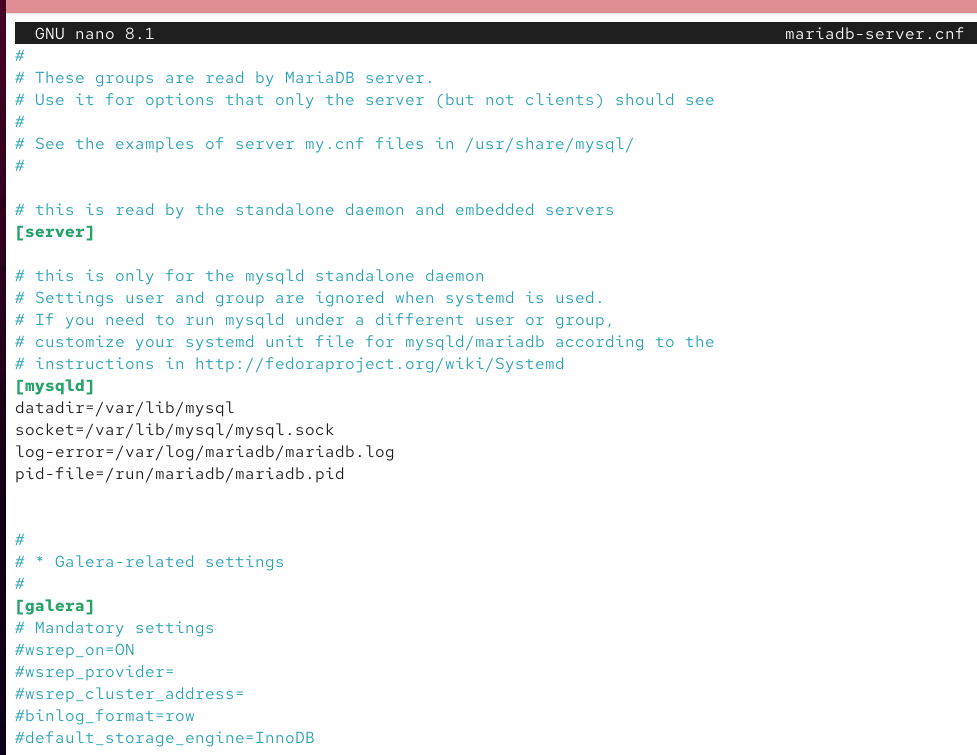 GNU nano 8.1 mariadb-server.cnf
#
# These groups are read by MariaDB server.
# Use it for options that only the server (but not clients) should see
#
# See the examples of server my.cnf files in /usr/share/mysql/
#
# this is read by the standalone daemon and embedded servers
[server]
# this is only for the mysqld standalone daemon
# Settings user and group are ignored when systemd is used.
# If you need to run mysqld under a different user or group,
# customize your systemd unit file for mysqld/mariadb according to the
# instructions in http://fedoraproject.org/wiki/Systemd
[mysqld]
datadir=/var/lib/mysql
socket=/var/lib/mysql/mysql.sock
log-error=/var/log/mariadb/mariadb.log
pid-file=/run/mariadb/mariadb.pid
#
# * Galera-related settings
#
[galera]
# Mandatory settings
#wsrep_on=ON
#wsrep_provider=
#wsrep_cluster_address=
#binlog_format=row
#default_storage_engine=InnoDB